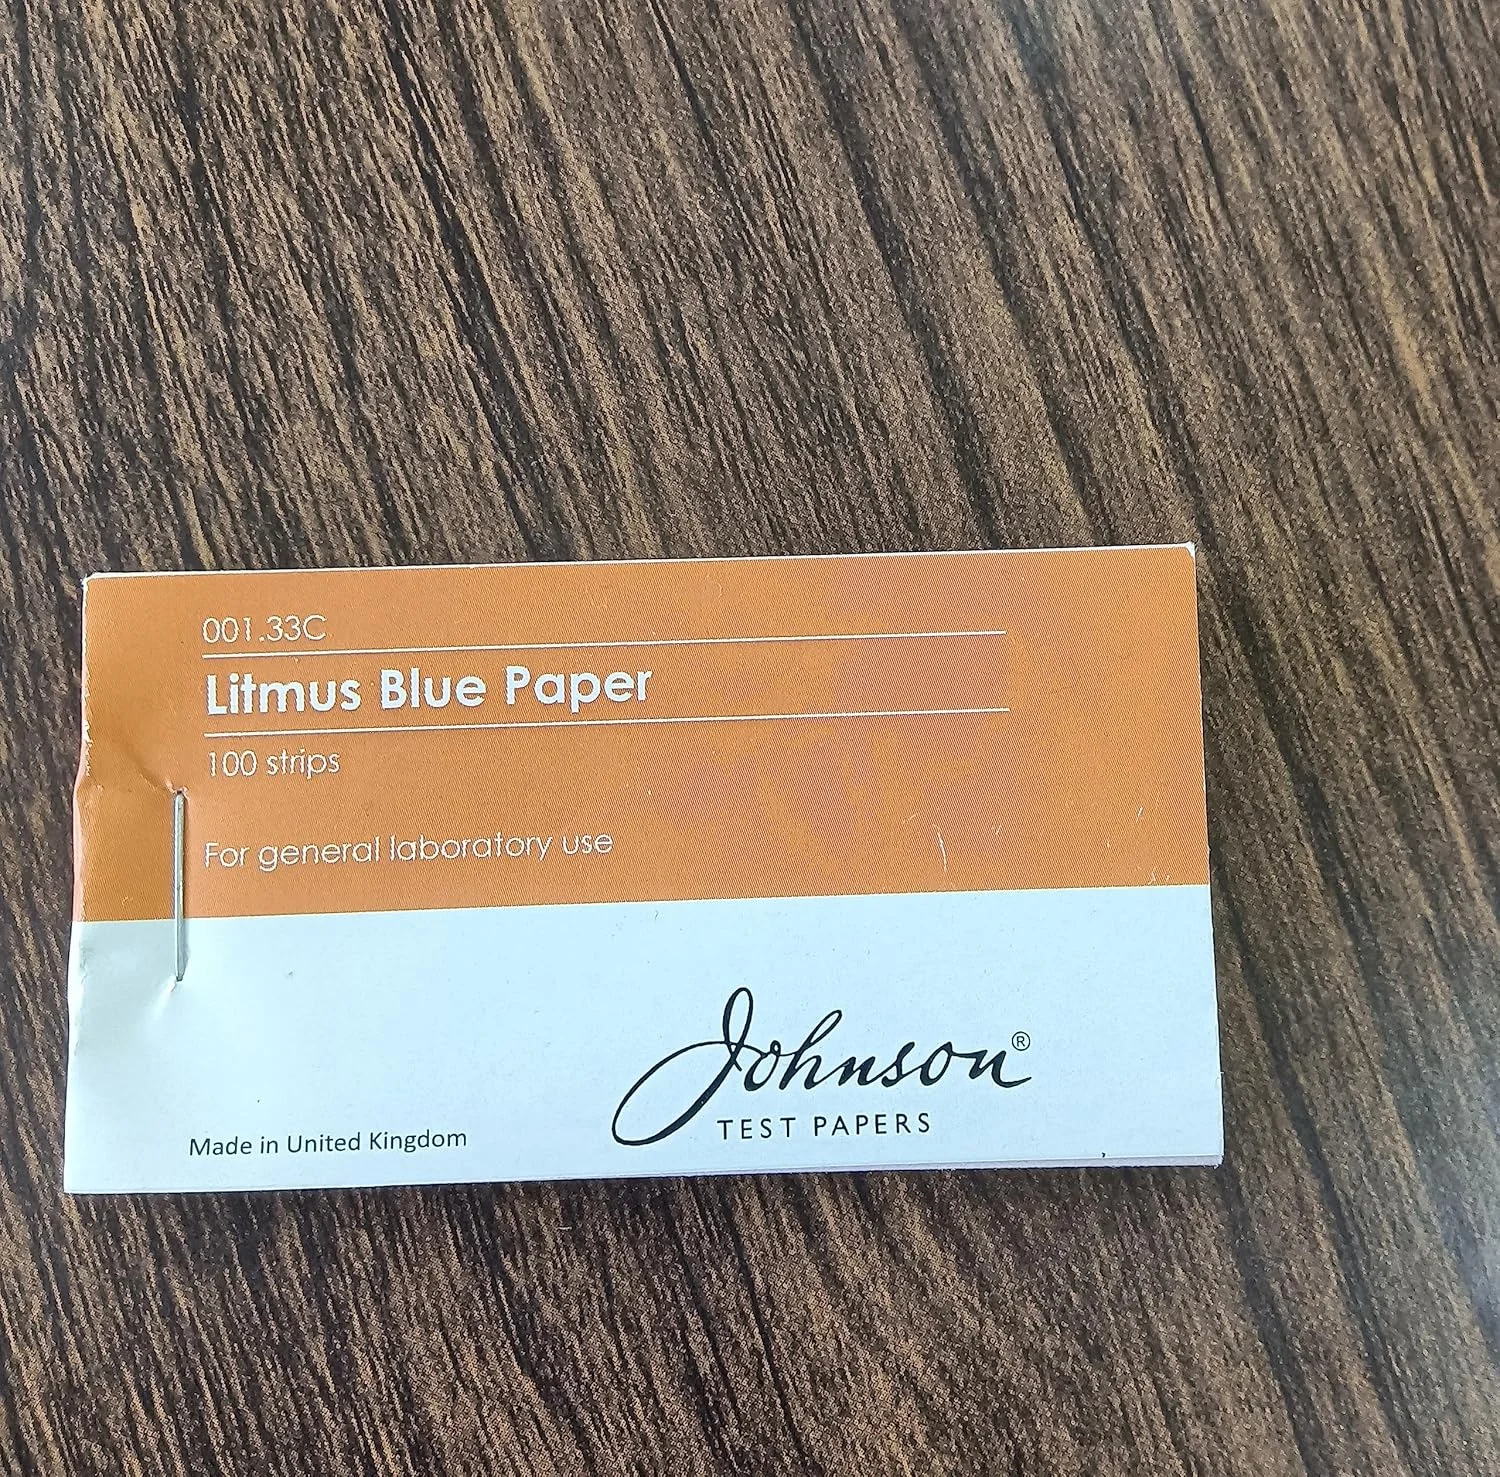 001.33C
Litmus Blue Paper
100 strips
For general laboratory use
Johnson®
TEST PAPERS
Made in United Kingdom